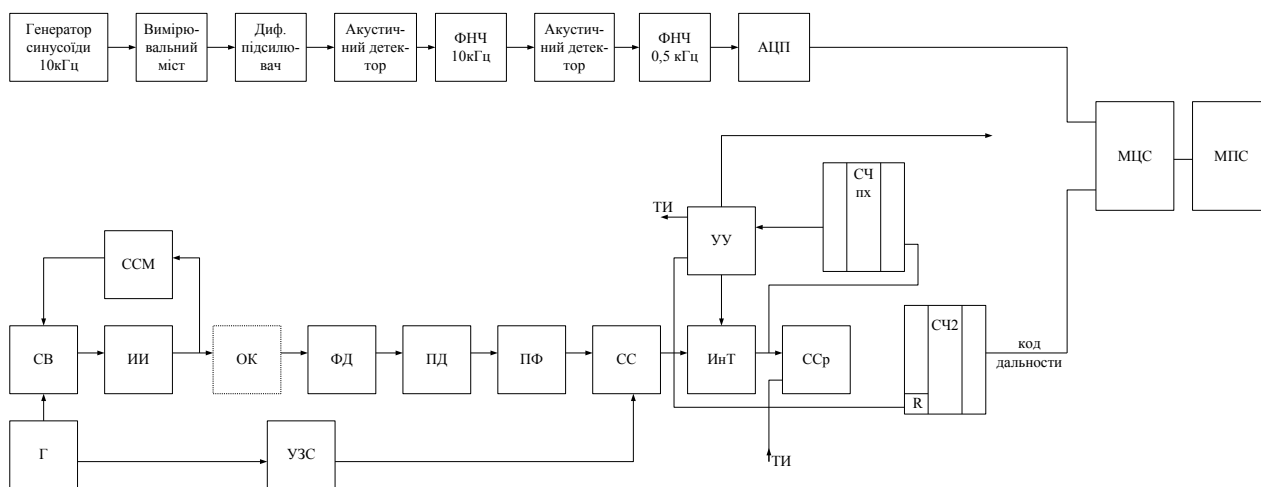 Генератор
синусоїди
10кГц
Вимірю-
вальний
міст
Диф.
підсилю-
вач
Акустич-
ний детек-
тор
ФНЧ
10кГц
Акустич-
ний детек-
тор
ФНЧ
0,5 кГц
АЦП
МЦС
МПС
СЧ
пх
ТИ
УУ
ССМ
СВ
ИИ
ОК
ФД
ПД
ПФ
СС
ИнТ
ССр
СЧ2
R
код
дальности
Г
УЗС
ТИ